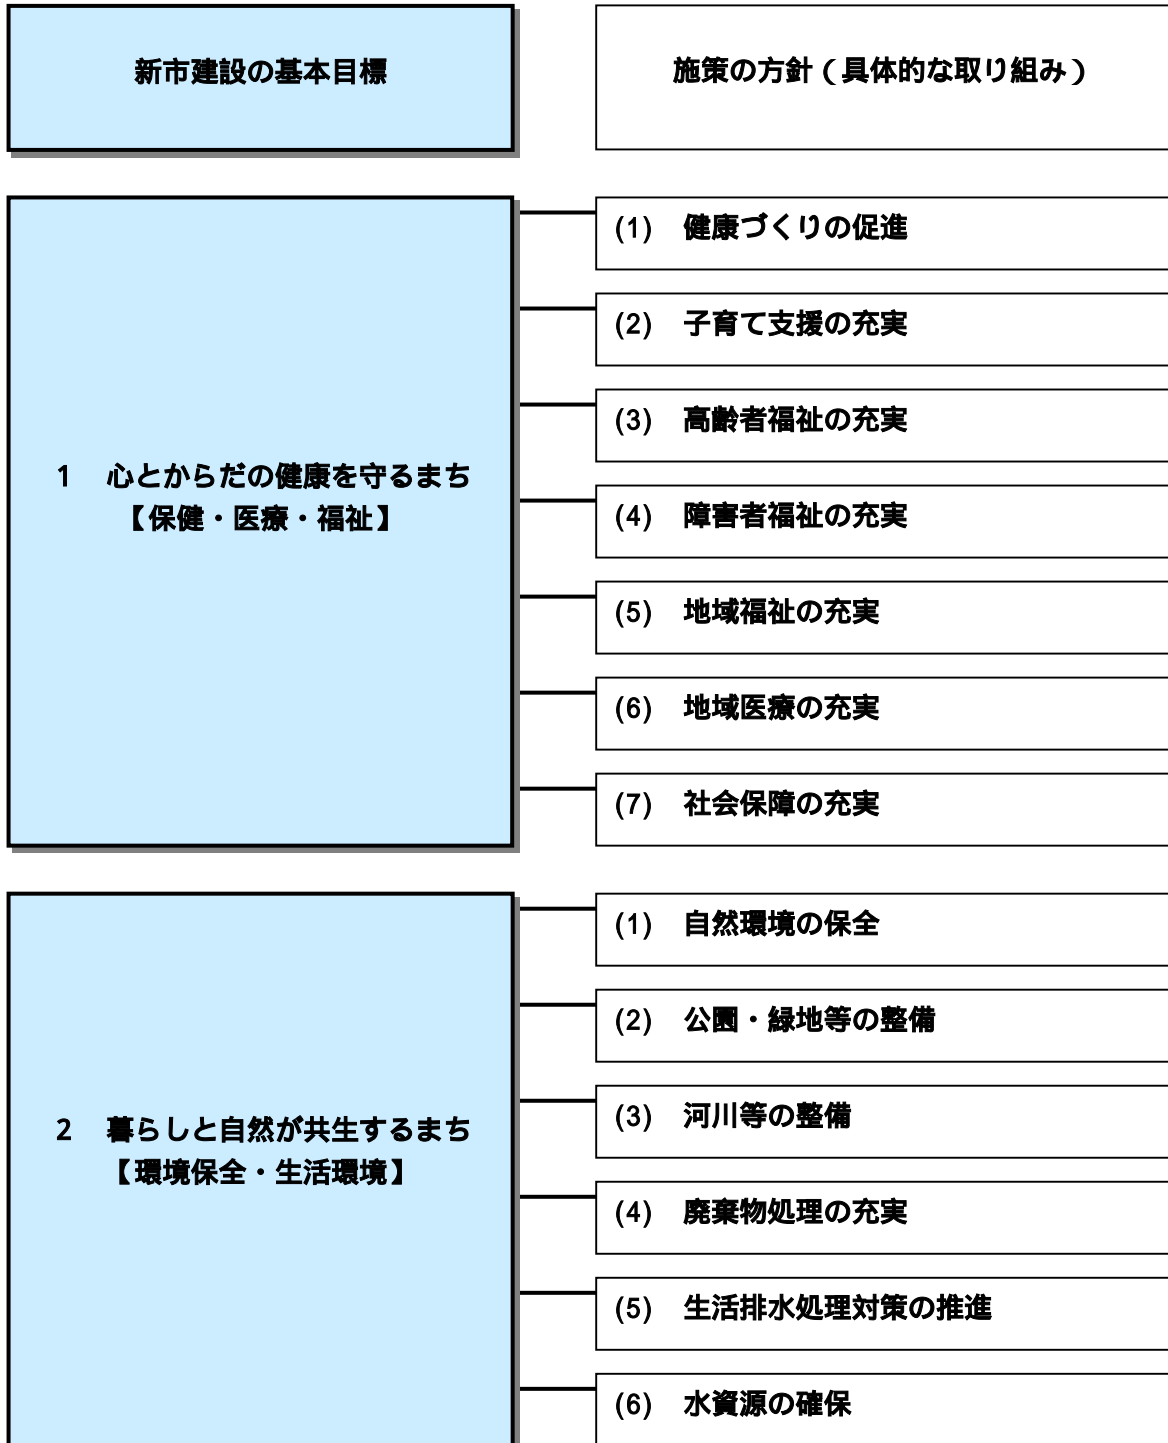 新市建設の基本目標
施策の方針（具体的な取り組み）
1 心とからだの健康を守るまち
【保健・医療・福祉】
(1) 健康づくりの促進
(2) 子育て支援の充実
(3) 高齢者福祉の充実
(4) 障害者福祉の充実
(5) 地域福祉の充実
(6) 地域医療の充実
(7) 社会保障の充実
2 暮らしと自然が共生するまち
【環境保全・生活環境】
(1) 自然環境の保全
(2) 公園・緑地等の整備
(3) 河川等の整備
(4) 廃棄物処理の充実
(5) 生活排水処理対策の推進
(6) 水資源の確保